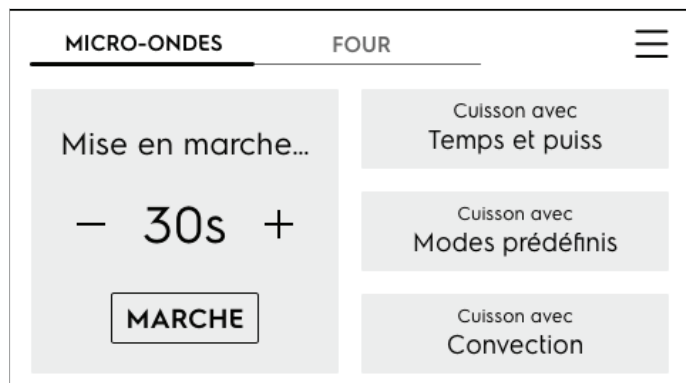 MICRO-ONDES
FOUR
Mise en marche...
− 30s +
MARCHE
Cuisson avec
Temps et puiss
Cuisson avec
Modes prédéfinis
Cuisson avec
Convection